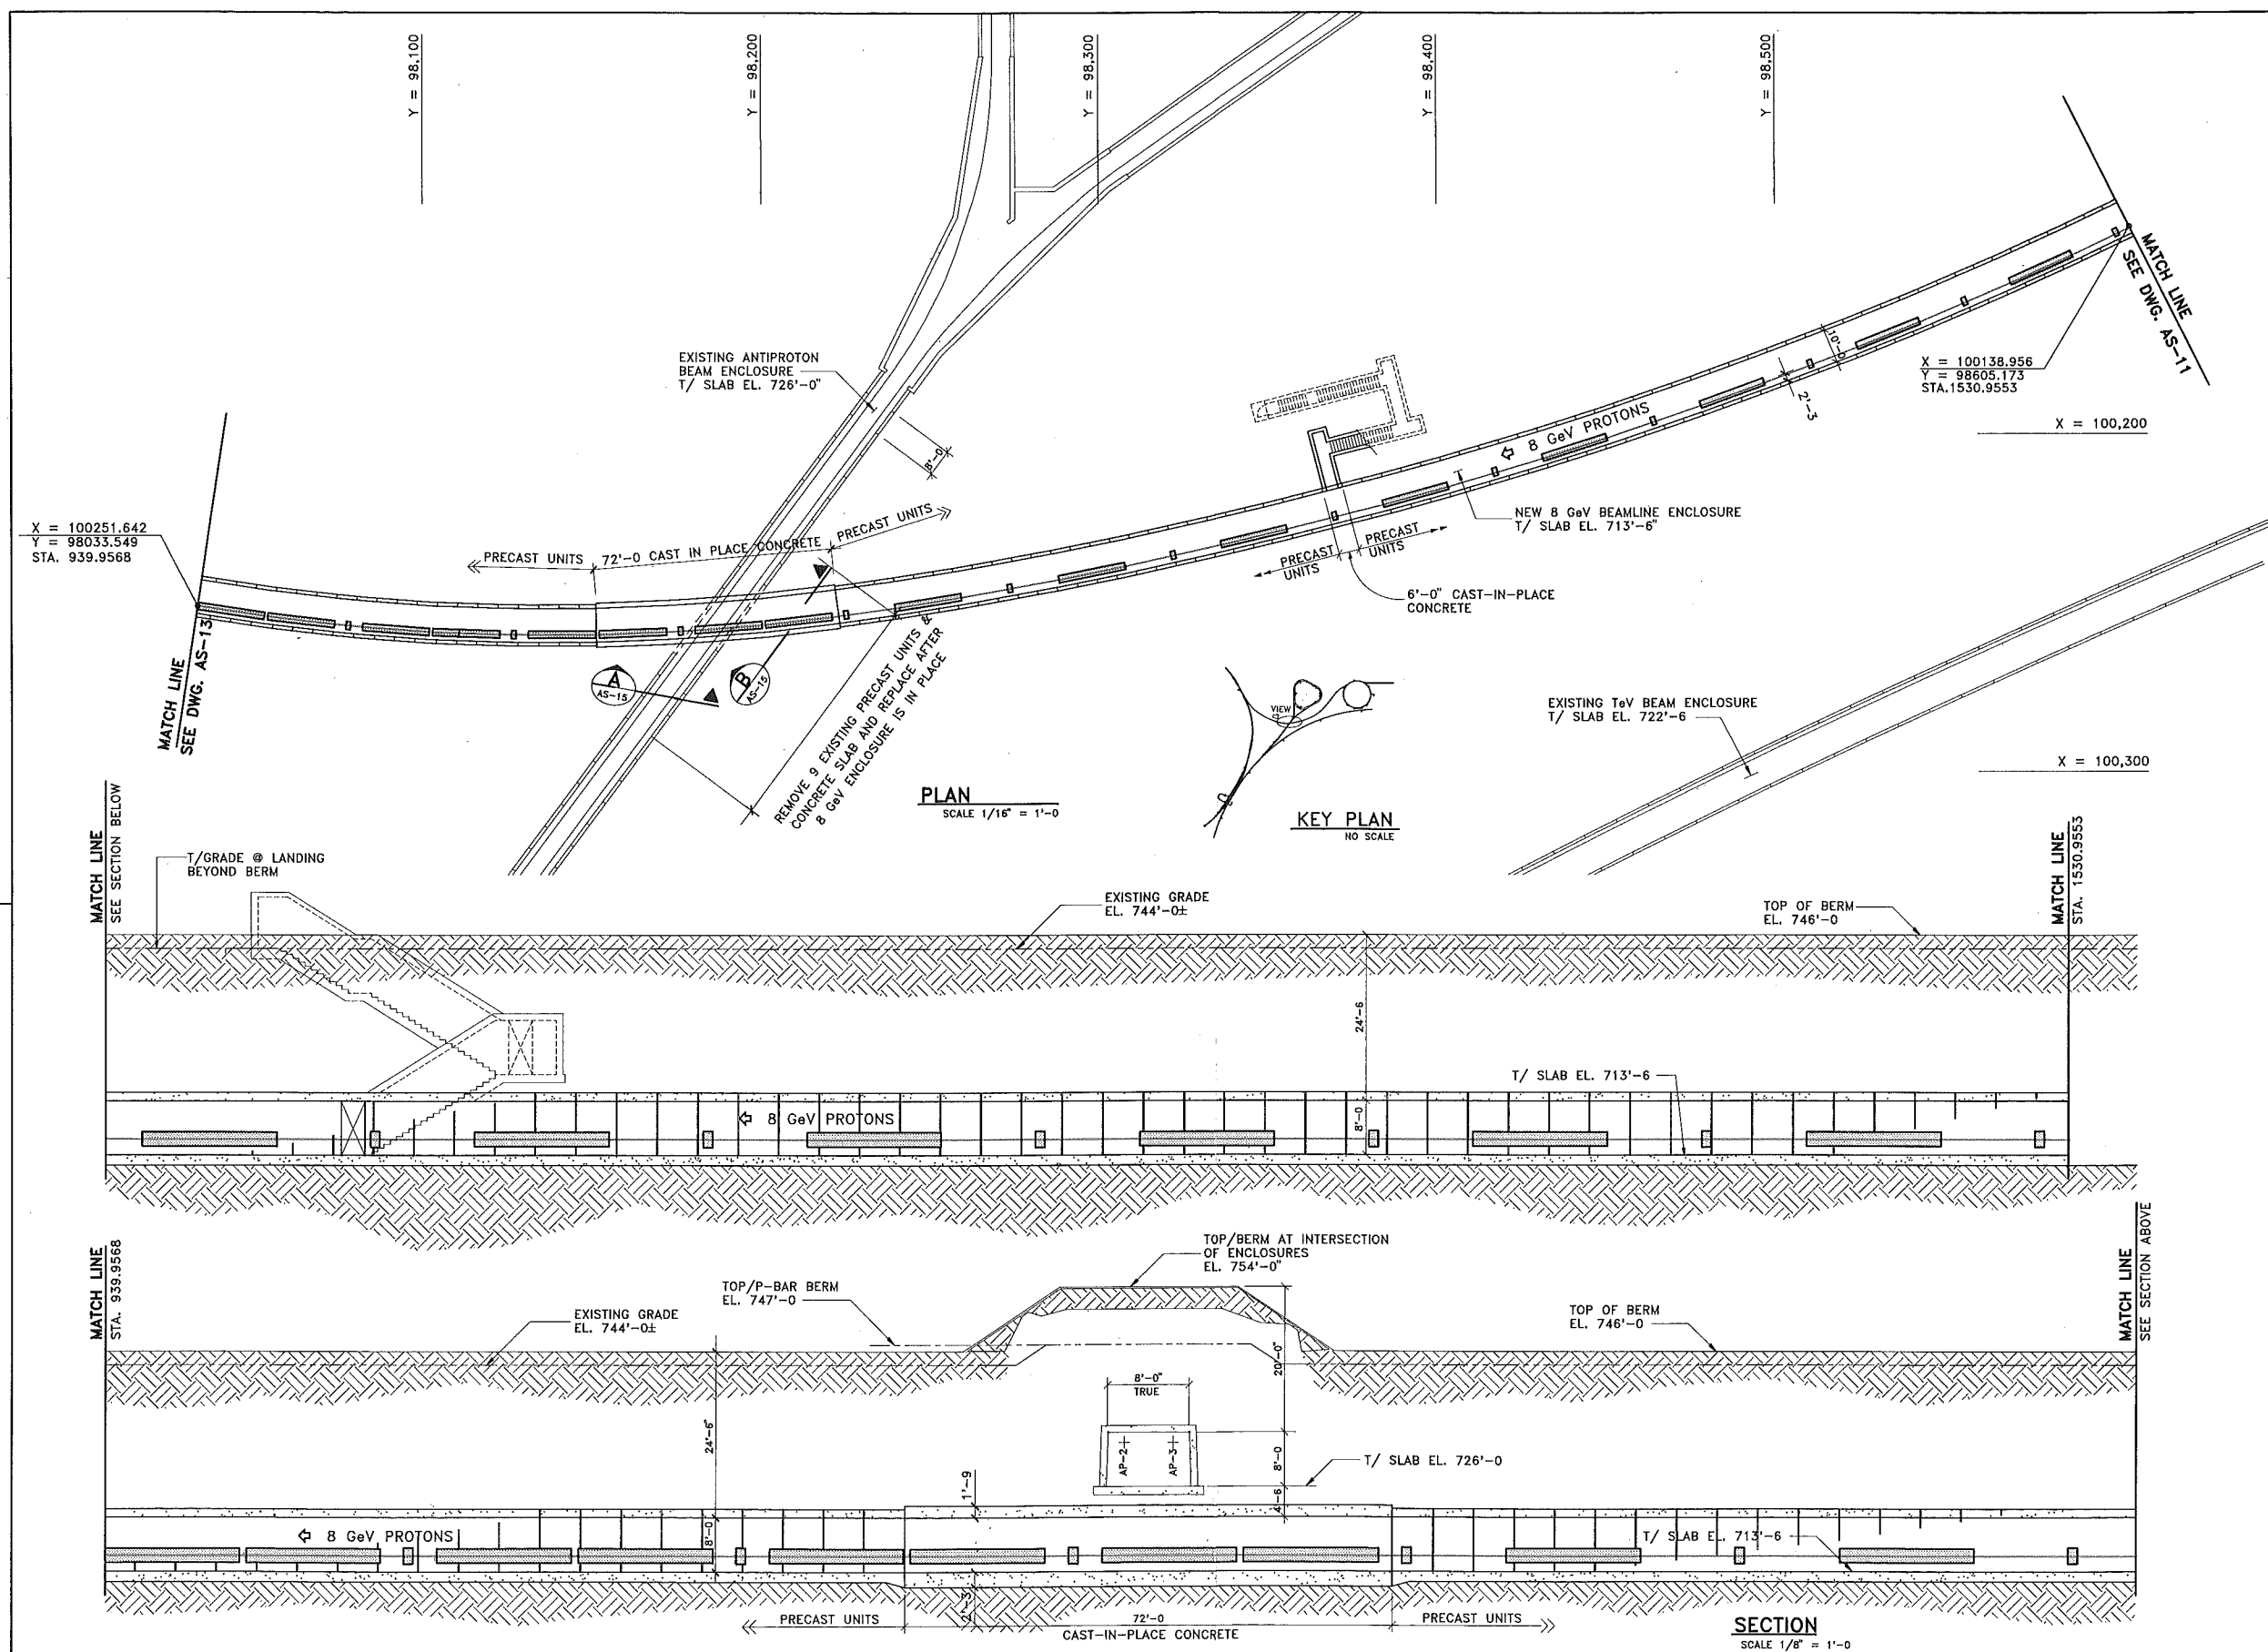 Y = 98,100
Y = 98,200
Y = 98,300
Y = 98,400
Y = 98,500
MATCH LINE
SEE DWG. AS-11
EXISTING ANTIPROTON
BEAM ENCLOSURE
T/ SLAB EL. 726'-0"
8'-0
10'-0
2'-3
X = 100138.956
Y = 98605.173
STA.1530.9553
X = 100,200
8 GeV PROTONS
NEW 8 GeV BEAMLINE ENCLOSURE
T/ SLAB EL. 713'-6"
X = 100251.642
Y = 98033.549
STA. 939.9568
PRECAST UNITS
72'-0 CAST IN PLACE CONCRETE
PRECAST UNITS
PRECAST
UNITS
PRECAST
UNITS
6'-0" CAST-IN-PLACE
CONCRETE
MATCH LINE
SEE DWG. AS-13
A
AS-15
B
AS-15
REMOVE 9 EXISTING PRECAST UNITS &
CONCRETE SLAB AND REPLACE AFTER
8 GeV ENCLOSURE IS IN PLACE
VIEW
EXISTING TeV BEAM ENCLOSURE
T/ SLAB EL. 722'-6
X = 100,300
PLAN
SCALE 1/16" = 1'-0
KEY PLAN
NO SCALE
MATCH LINE
SEE SECTION BELOW
T/GRADE @ LANDING
BEYOND BERM
EXISTING GRADE
EL. 744'-0±
TOP OF BERM
EL. 746'-0
MATCH LINE
STA. 1530.9553
24'-6
T/ SLAB EL. 713'-6
8 GeV PROTONS
8'-0
MATCH LINE
STA. 939.9568
TOP/BERM AT INTERSECTION
OF ENCLOSURES
EL. 754'-0"
TOP/P-BAR BERM
EL. 747'-0
EXISTING GRADE
EL. 744'-0±
TOP OF BERM
EL. 746'-0
MATCH LINE
SEE SECTION ABOVE
20'-0"
8'-0"
TRUE
24'-6"
AP-2
AP-3
8'-0
T/ SLAB EL. 726'-0
1'-9
4'-6
8 GeV PROTONS
8'-0
T/ SLAB EL. 713'-6
2'-3
PRECAST UNITS
72'-0
CAST-IN-PLACE CONCRETE
PRECAST UNITS
SECTION
SCALE 1/8" = 1'-0